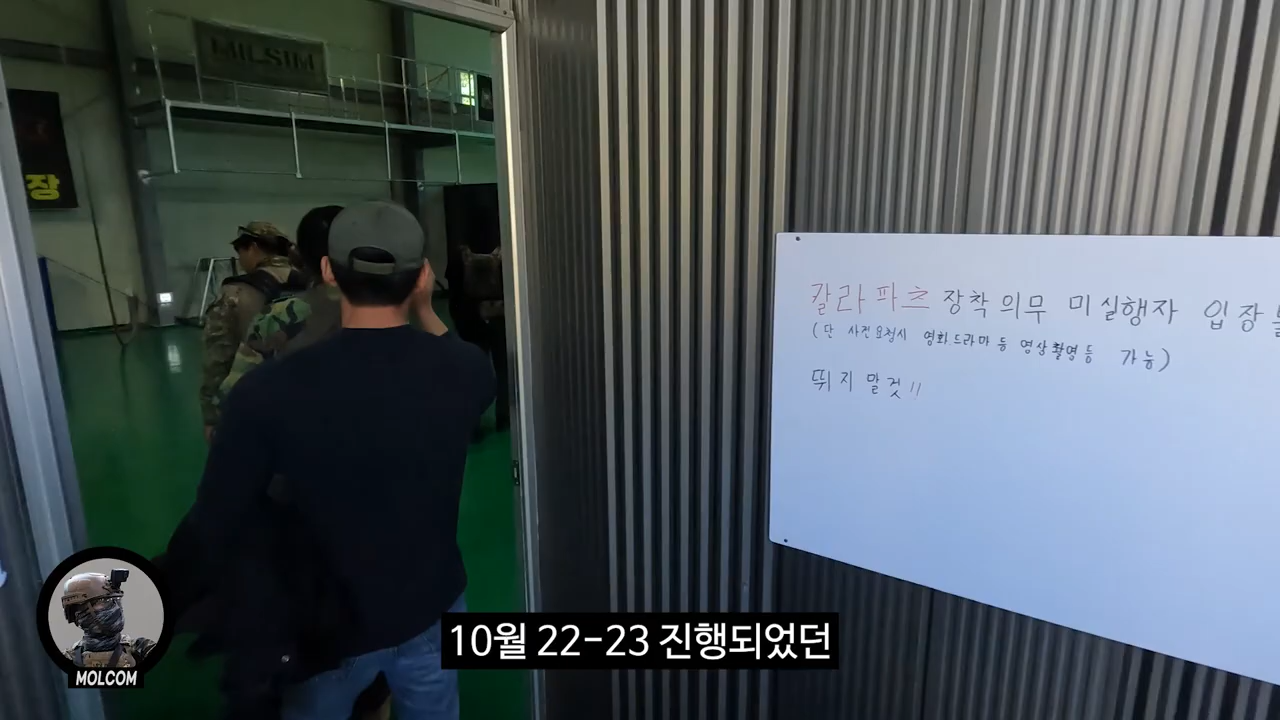 MILSIM
장
칼라파츠 장착 의무 미실행자 입장
(단 사진요청시 영화드라마 등 영상촬영등 가능)
뛰지 말것!!
10월 22-23 진행되었던
MOLCOM